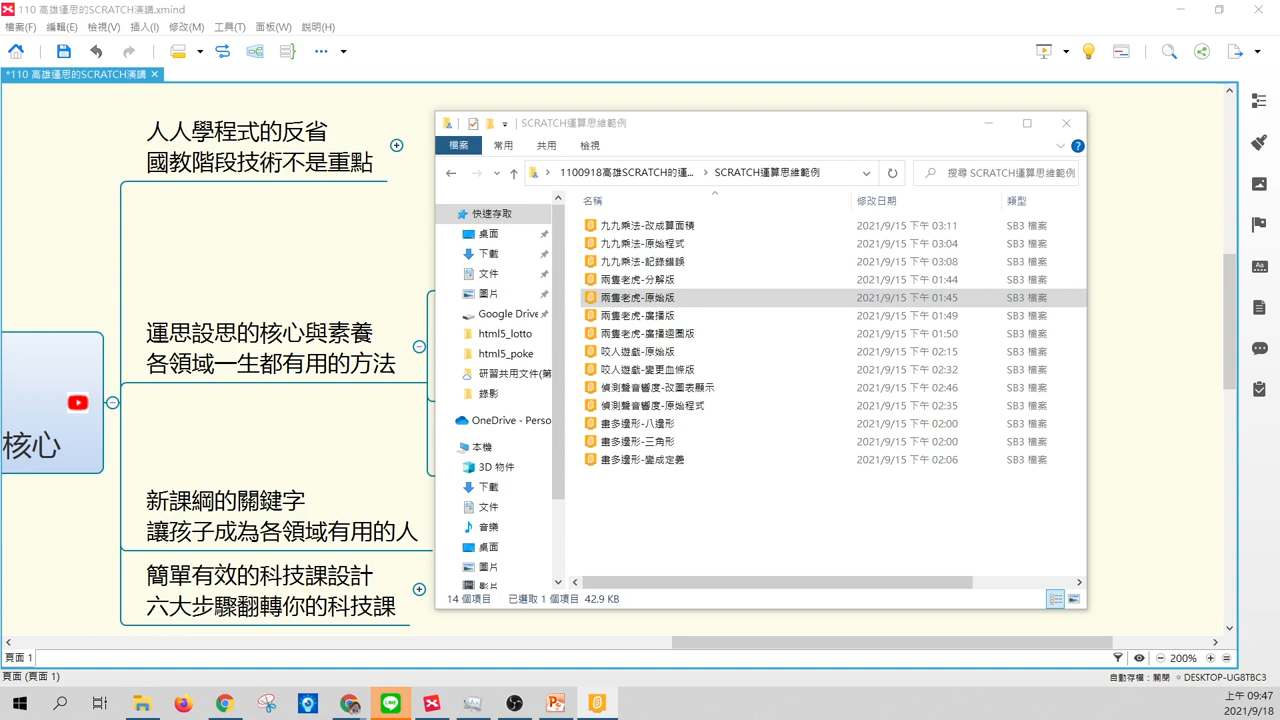 110 高雄運思的SCRATCH演講.xmind
檔案(F) 編輯(E) 檢視(V) 插入(I) 修改(M) 工具(T) 面板(W) 說明(H)
*110 高雄運思的SCRATCH演講
人人學程式的反省
國教階段技術不是重點
運思設思的核心與素養
各領域一生都有用的方法
核心
新課綱的關鍵字
讓孩子成為各領域有用的人
簡單有效的科技課設計
六大步驟翻轉你的科技課
SCRATCH運算思維範例
檔案 常用 共用 檢視
1100918高雄SCRATCH的運... SCRATCH運算思維範例
搜尋 SCRATCH運算思維範例
快速存取
桌面
下載
文件
圖片
Google Drive
html5_lotto
html5_poke
研習共用文件(第
錄影
OneDrive - Perso
本機
3D 物件
下載
文件
音樂
桌面
圖片
影片
名稱 修改日期 類型
九九乘法-改成算面積 2021/9/15 下午 03:11 SB3 檔案
九九乘法-原始程式 2021/9/15 下午 03:04 SB3 檔案
九九乘法-記錄錯誤 2021/9/15 下午 03:08 SB3 檔案
兩隻老虎-分解版 2021/9/15 下午 01:44 SB3 檔案
兩隻老虎-原始版 2021/9/15 下午 01:45 SB3 檔案
兩隻老虎-廣播版 2021/9/15 下午 01:49 SB3 檔案
兩隻老虎-廣播迴圈版 2021/9/15 下午 01:50 SB3 檔案
咬人遊戲-原始版 2021/9/15 下午 02:15 SB3 檔案
咬人遊戲-變更血條版 2021/9/15 下午 02:32 SB3 檔案
偵測聲音響度-改圖表顯示 2021/9/15 下午 02:46 SB3 檔案
偵測聲音響度-原始程式 2021/9/15 下午 02:35 SB3 檔案
畫多邊形-八邊形 2021/9/15 下午 02:00 SB3 檔案
畫多邊形-三角形 2021/9/15 下午 02:00 SB3 檔案
畫多邊形-變成定義 2021/9/15 下午 02:06 SB3 檔案
14 個項目 已選取 1 個項目 42.9 KB
頁面 1
200%
頁面 (頁面 1)
自動存檔：關閉 DESKTOP-UG8TBC3
上午 09:47
2021/9/18